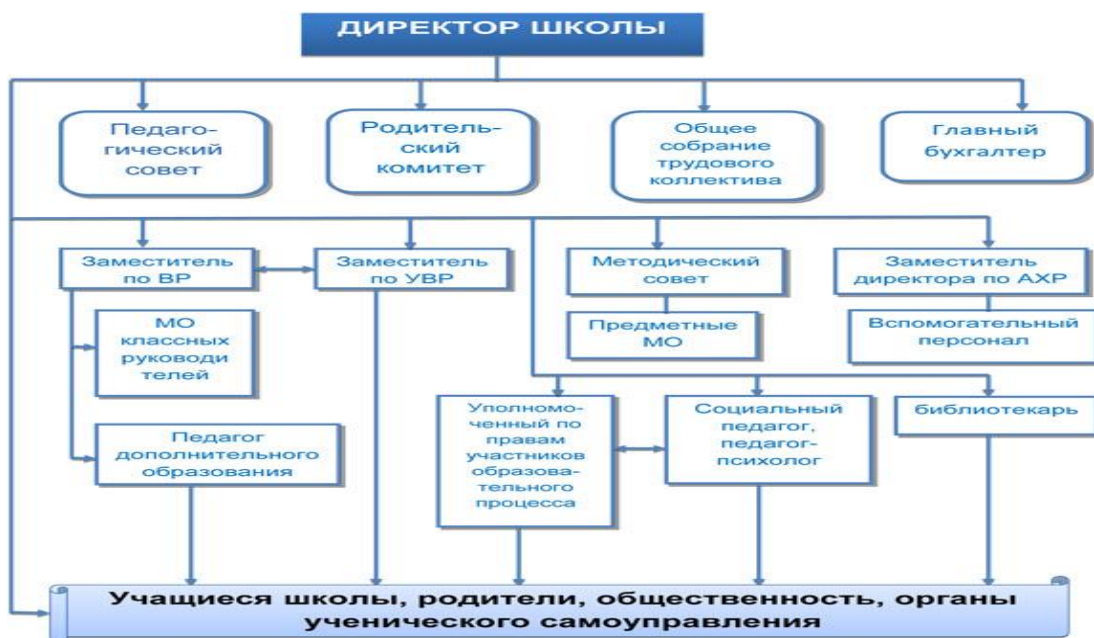 ДИРЕКТОР ШКОЛЫ
Педаго-
гический
совет
Родитель-
ский
комитет
Общее
собрание
трудового
коллектива
Главный
бухгалтер
Заместитель
по ВР
Заместитель
по УВР
Методический
совет
Заместитель
директора по АХР
МО
классных
руководи
телей
Предметные
МО
Вспомогательный
персонал
Педагог
дополнительного
образования
Уполномо-
ченный по
правам
участников
образова-
тельного
процесса
Социальный
педагог,
педагог-
психолог
библиотекарь
Учащиеся школы, родители, общественность, органы
ученического самоуправления